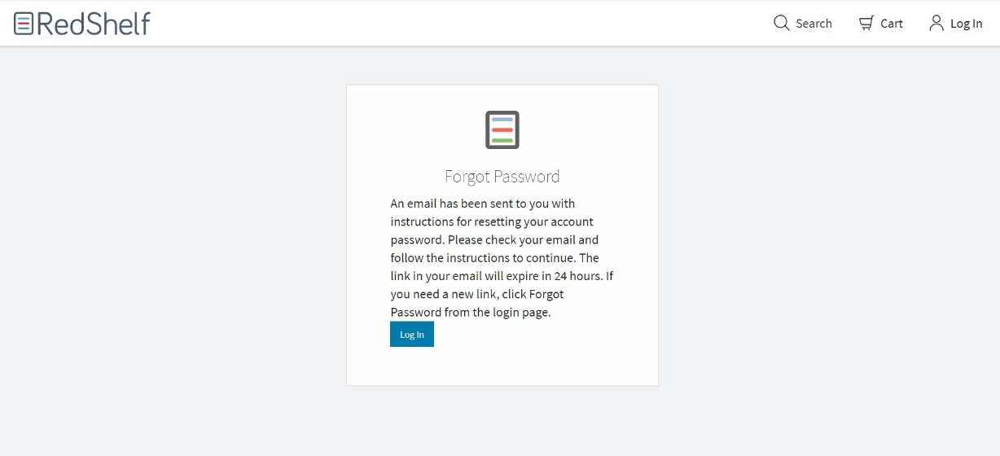 RedShelf
Search
Cart
Log In
Forgot Password
An email has been sent to you with
instructions for resetting your account
password. Please check your email and
follow the instructions to continue. The
link in your email will expire in 24 hours. If
you need a new link, click Forgot
Password from the login page.
Log In